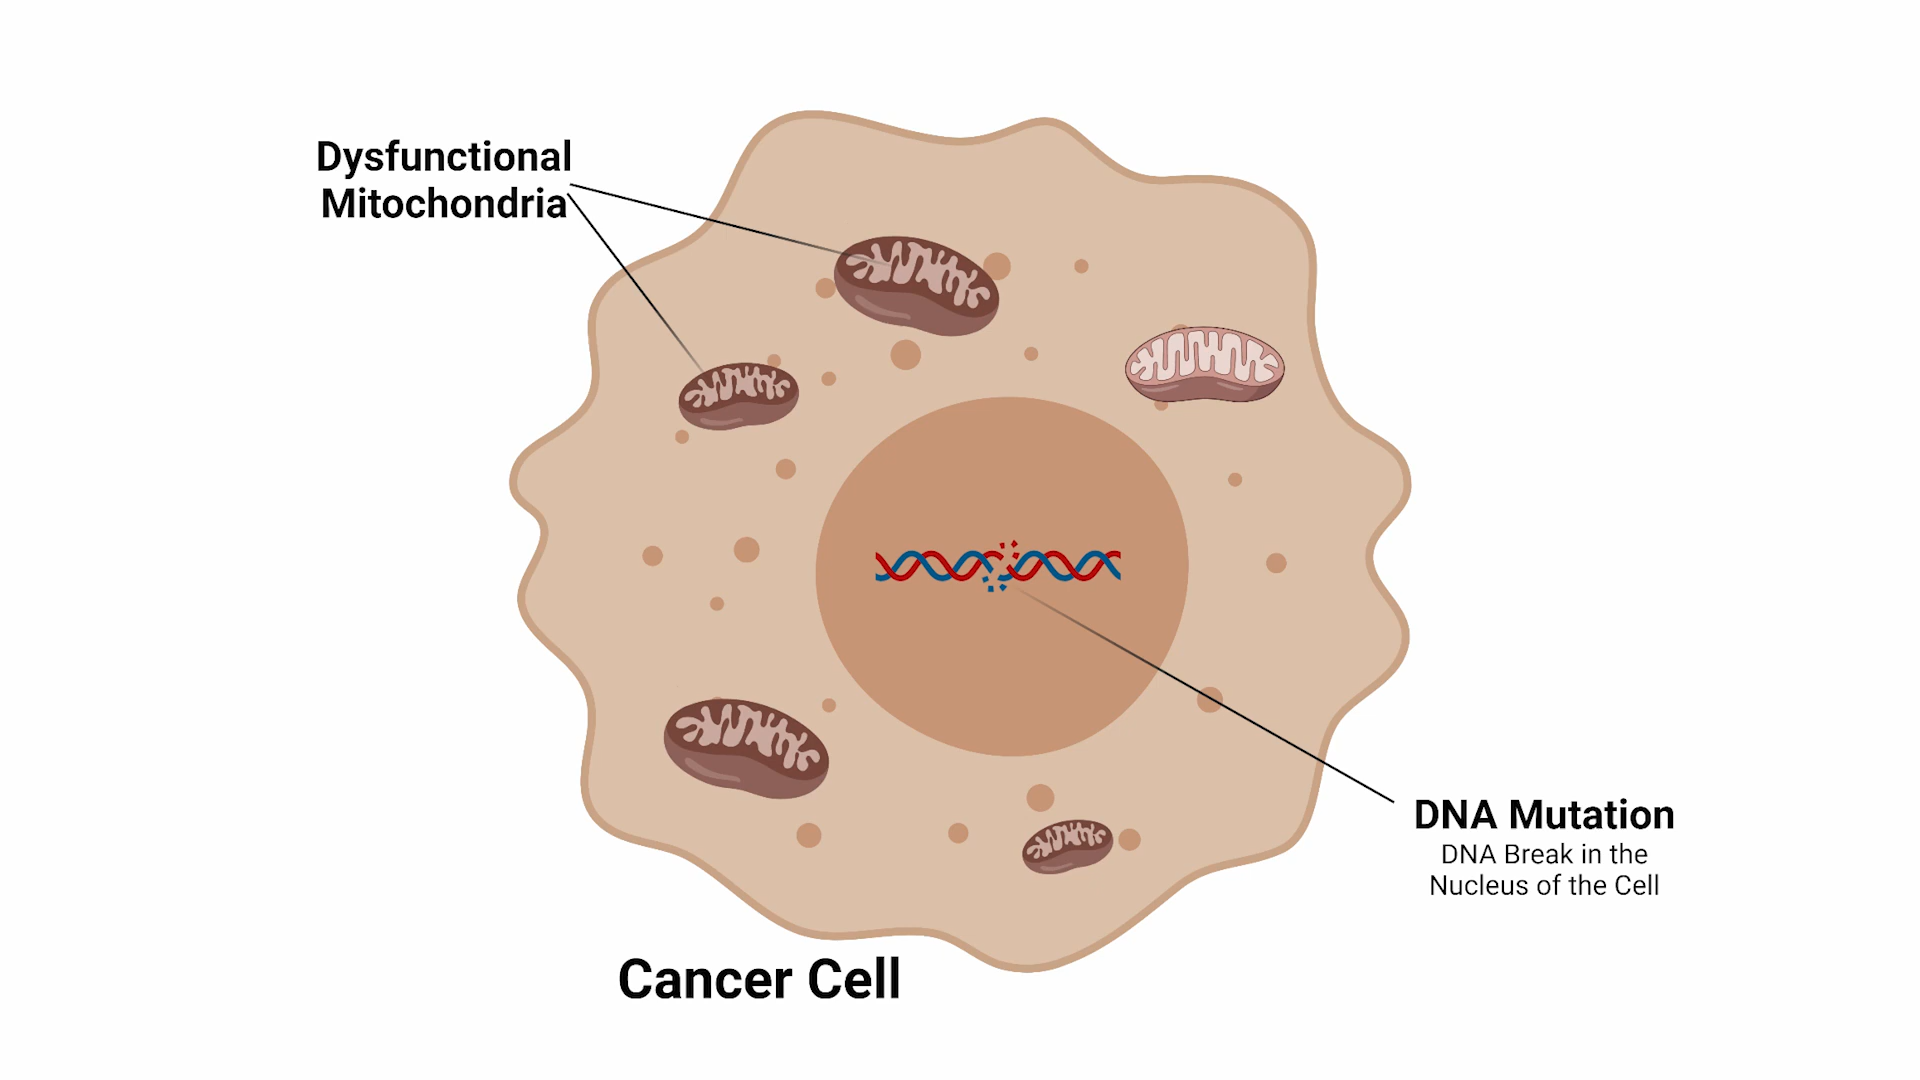 Dysfunctional
Mitochondria
DNA Mutation
DNA Break in the
Nucleus of the Cell
Cancer Cell